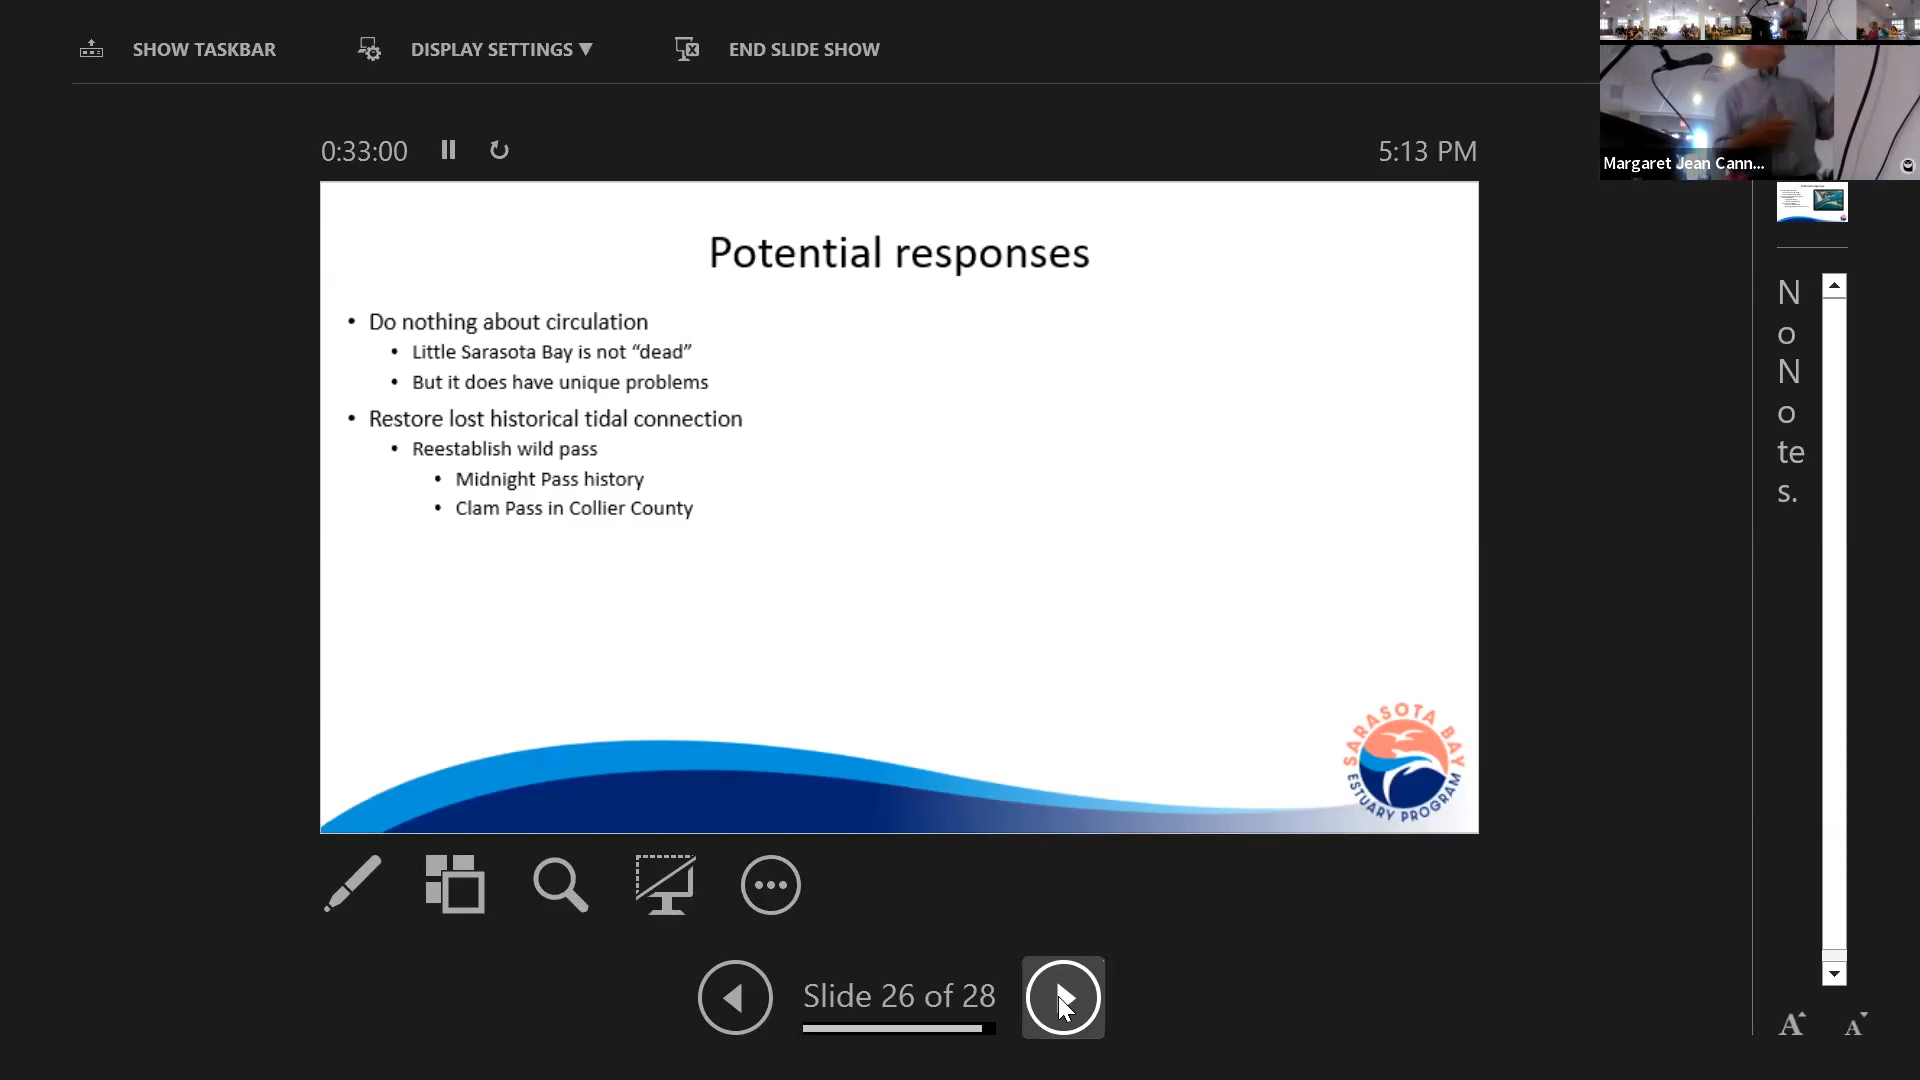 SHOW TASKBAR
DISPLAY SETTINGS ▼
END SLIDE SHOW
0:33:00
5:13 PM
Margaret Jean Cann...
Potential responses
• Do nothing about circulation
• Little Sarasota Bay is not “dead”
• But it does have unique problems
• Restore lost historical tidal connection
• Reestablish wild pass
• Midnight Pass history
• Clam Pass in Collier County
SARASOTA BAY
ESTUARY PROGRAM
N
o
N
o
te
s.
Slide 26 of 28
A
A